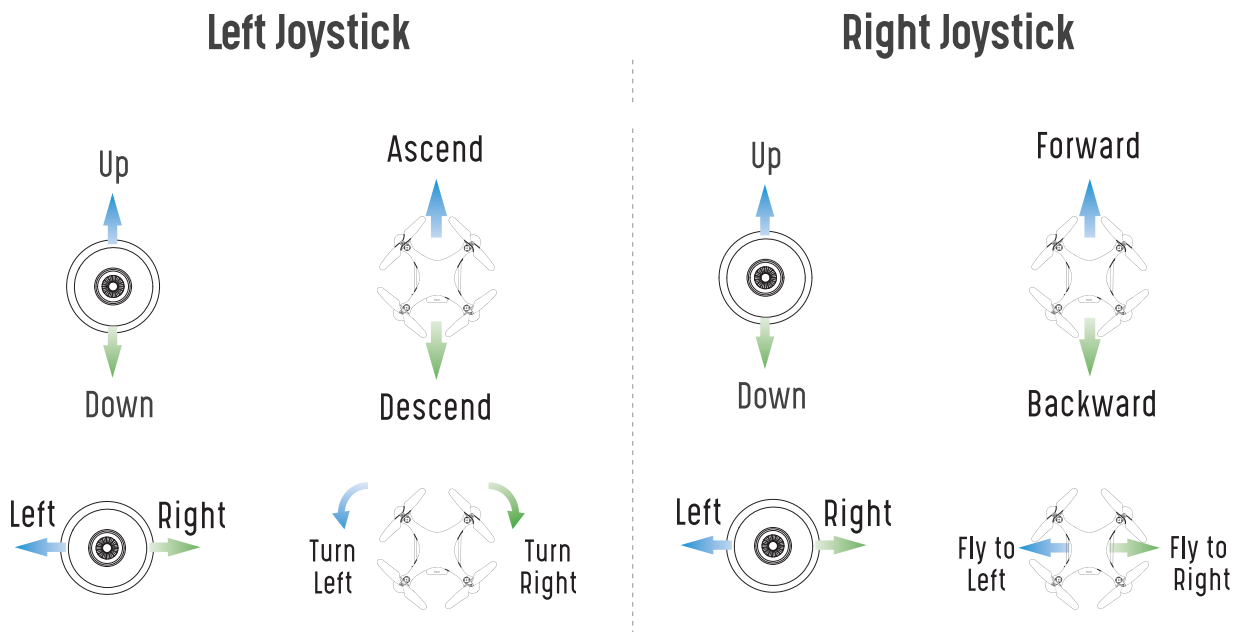 Left Joystick
Right Joystick
Up
Ascend
Down
Descend
Left
Right
Turn
Left
Turn
Right
Up
Forward
Down
Backward
Left
Right
Fly to
Left
Fly to
Right